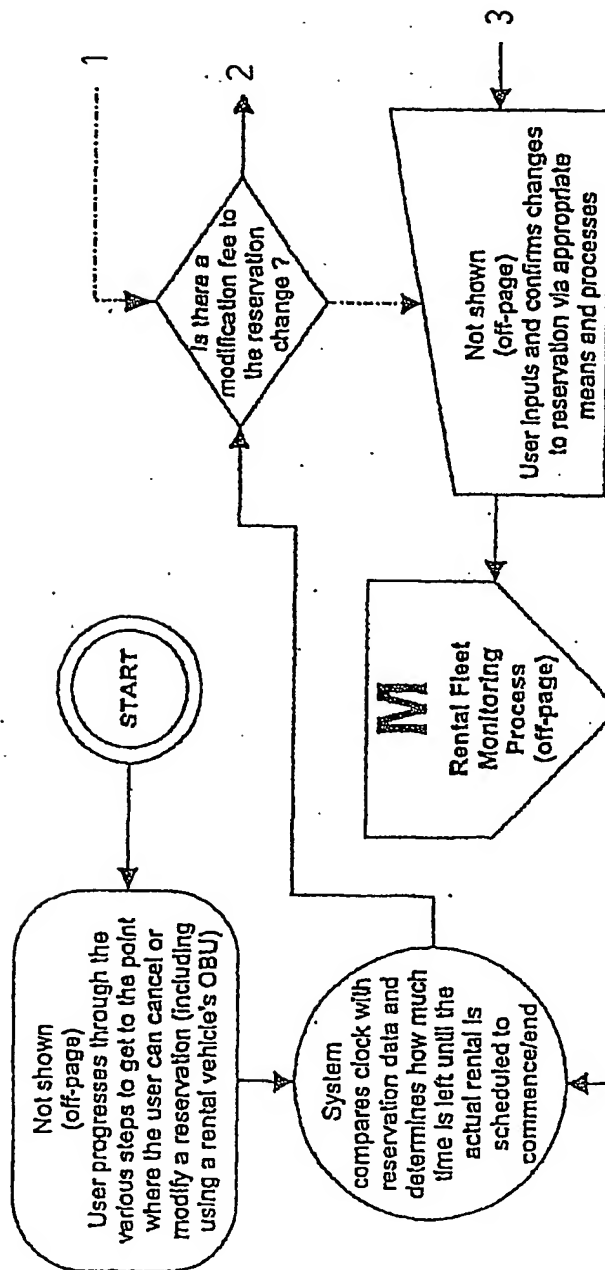 START
Not shown
(off-page)
User progresses through the
various steps to get to the point
where the user can cancel or
modify a reservation (including
using a rental vehicle's OBU)
System
compares clock with
reservation data and
determines how much
time is left until the
actual rental is
scheduled to
commence/end
1
Is there a
modification fee to
the reservation
change ?
2
Not shown
(off-page)
User inputs and confirms changes
to reservation via appropriate
means and processes
3
M
Rental Fleet
Monitoring
Process
(off-page)